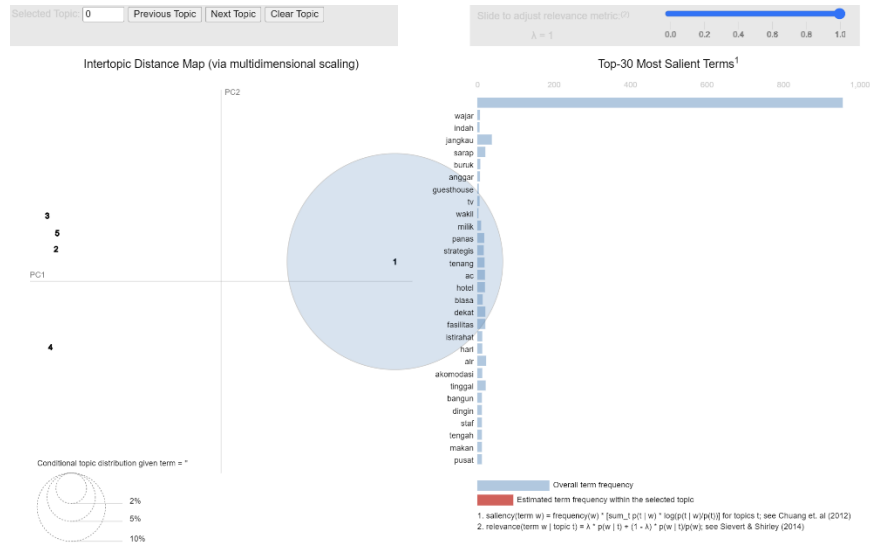 Selected Topic: 0 Previous Topic Next Topic Clear Topic
Slide to adjust relevance metric:(2)
λ = 1
0.0 0.2 0.4 0.6 0.8 1.0
Intertopic Distance Map (via multidimensional scaling)
PC2
PC1
3
5
2
1
4
Conditional topic distribution given term = ''
2%
5%
10%
Top-30 Most Salient Terms1
0 200 400 600 800 1,000
wajar
indah
jangkau
sarap
buruk
anggar
guesthouse
tv
wakil
milik
panas
strategis
tenang
ac
hotel
biasa
dekat
fasilitas
istirahat
hari
air
akomodasi
tinggal
bangun
dingin
staf
tengah
makan
pusat
Overall term frequency
Estimated term frequency within the selected topic
1. saliency(term w) = frequency(w) * [sum_t p(t | w) * log(p(t | w)/p(t))] for topics t; see Chuang et. al (2012)
2. relevance(term w | topic t) = λ * p(w | t) + (1 - λ) * p(w | t)/p(w); see Sievert & Shirley (2014)